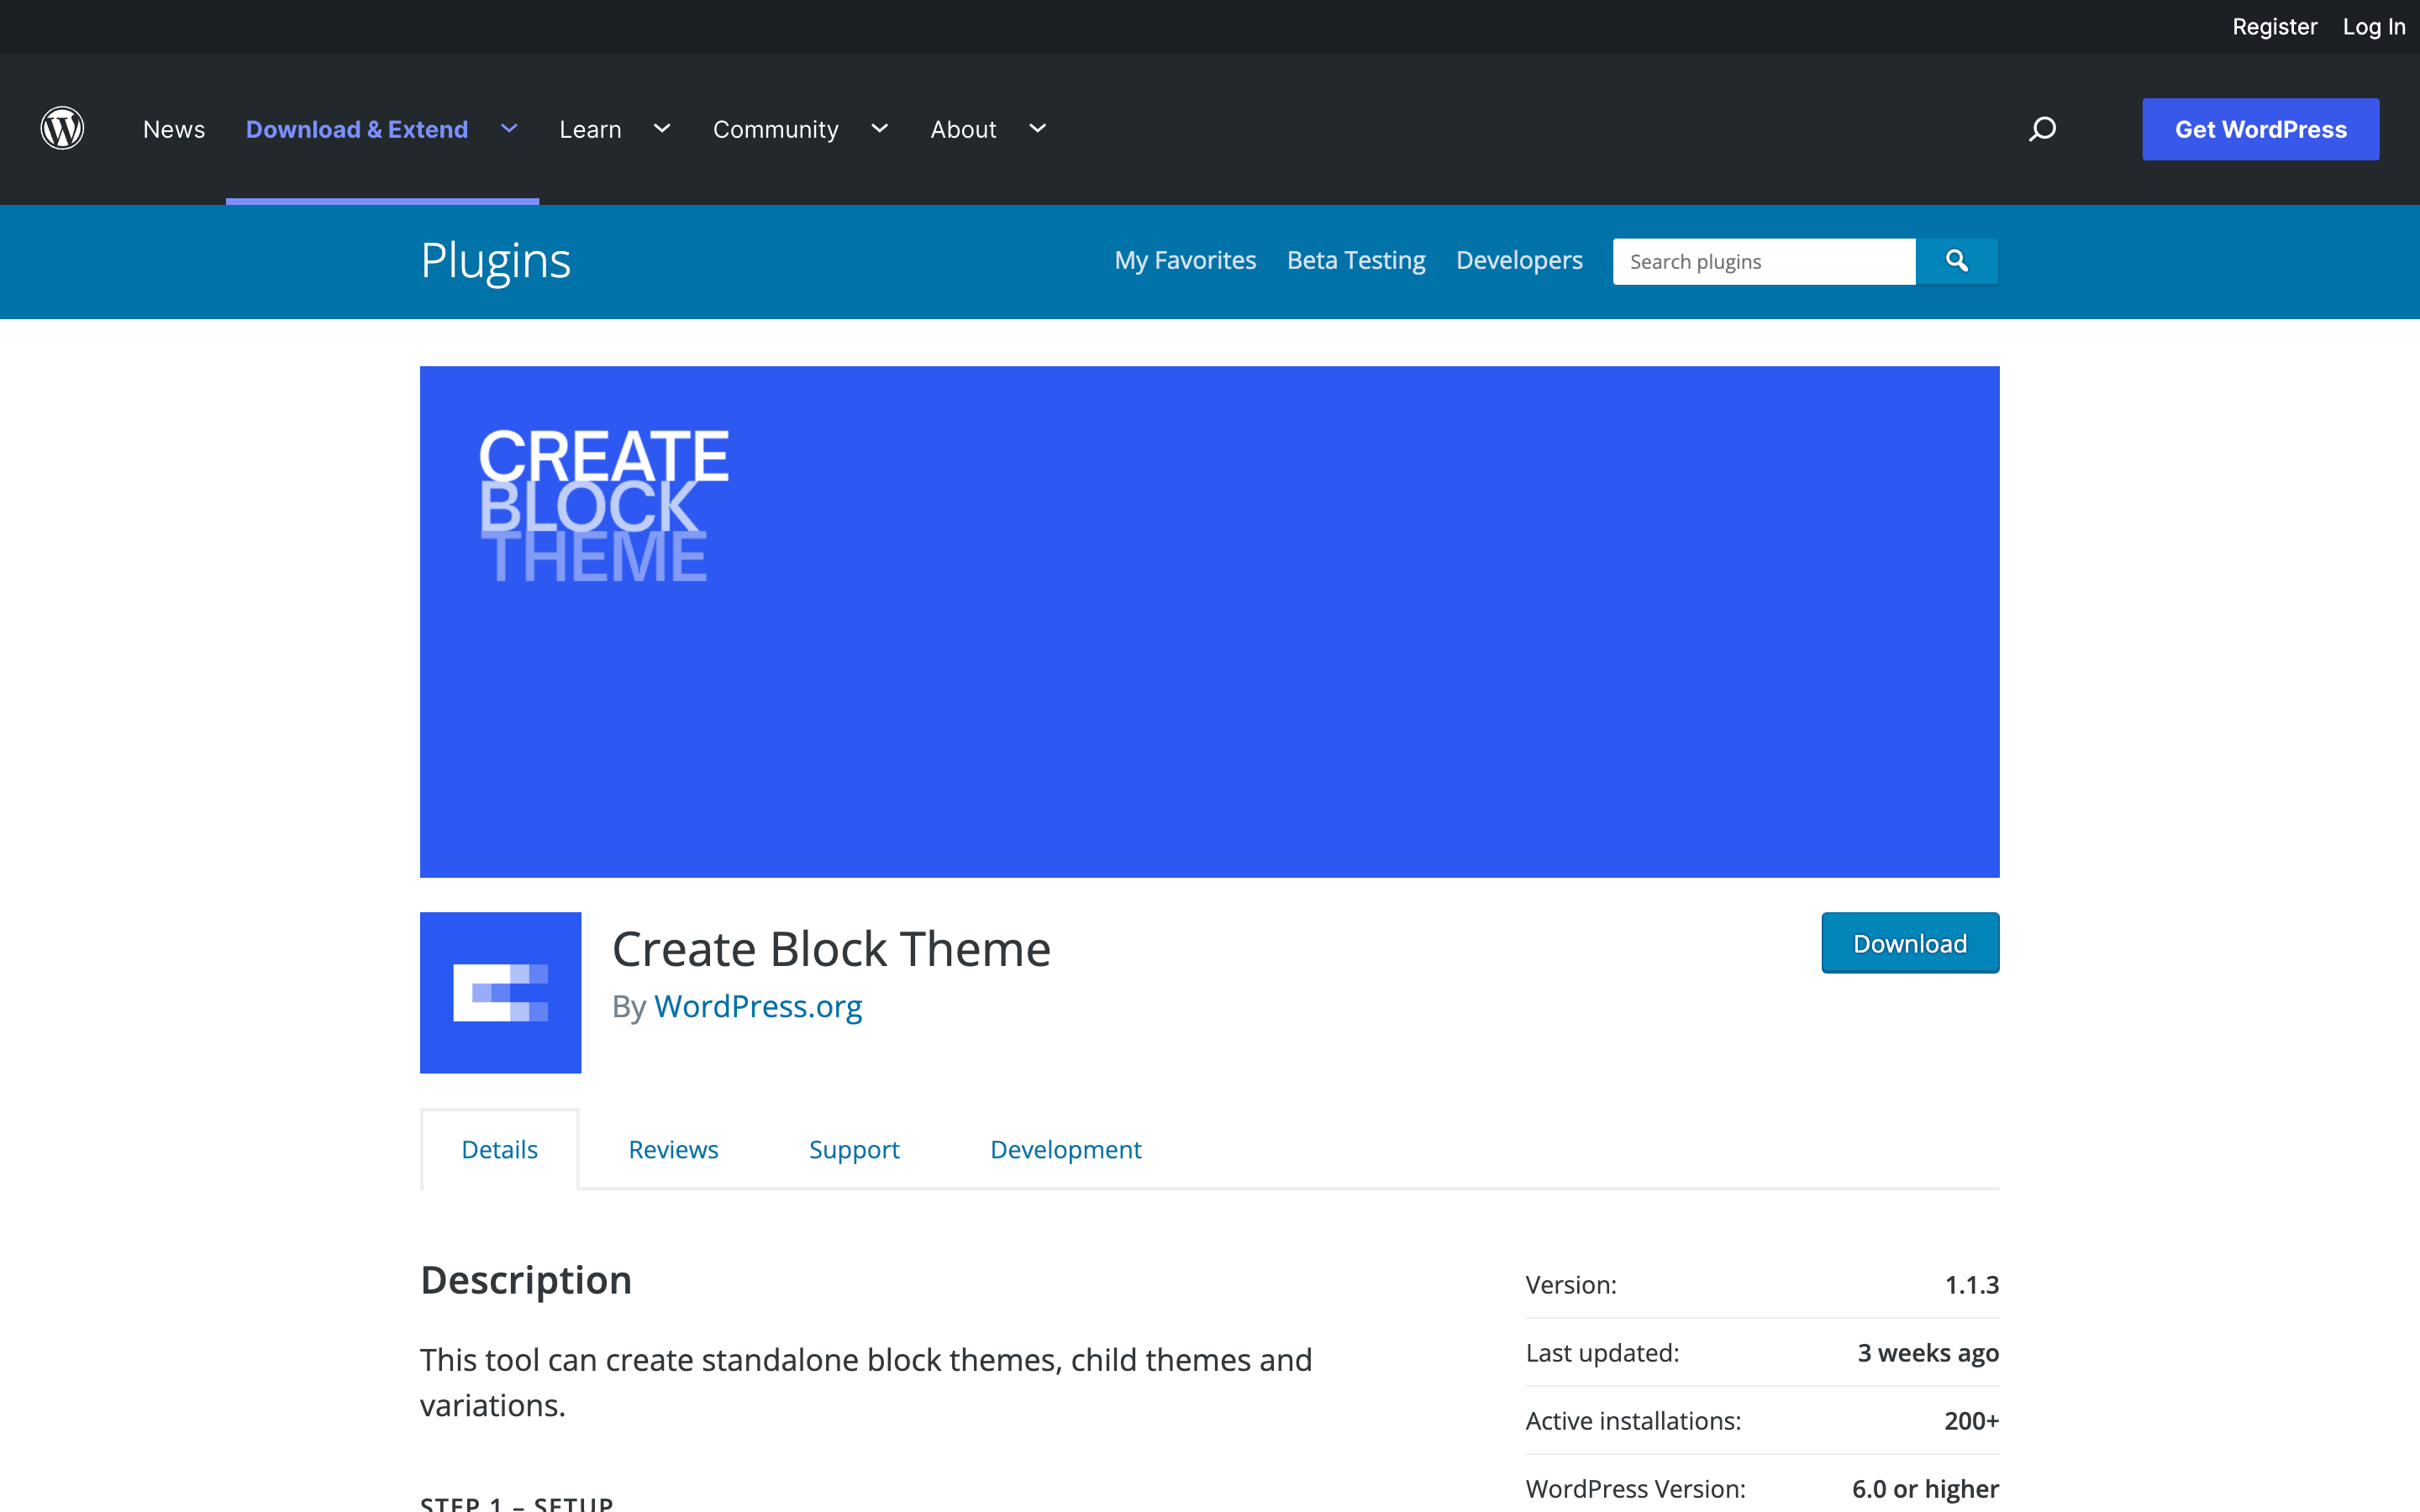 Register Log In
News Download & Extend Learn Community About Get WordPress
Plugins My Favorites Beta Testing Developers Search plugins
CREATE
BLOCK
THEME
Create Block Theme Download
By WordPress.org
Details Reviews Support Development
Description
This tool can create standalone block themes, child themes and
variations.
STEP 1 – SETUP
Version: 1.1.3
Last updated: 3 weeks ago
Active installations: 200+
WordPress Version: 6.0 or higher